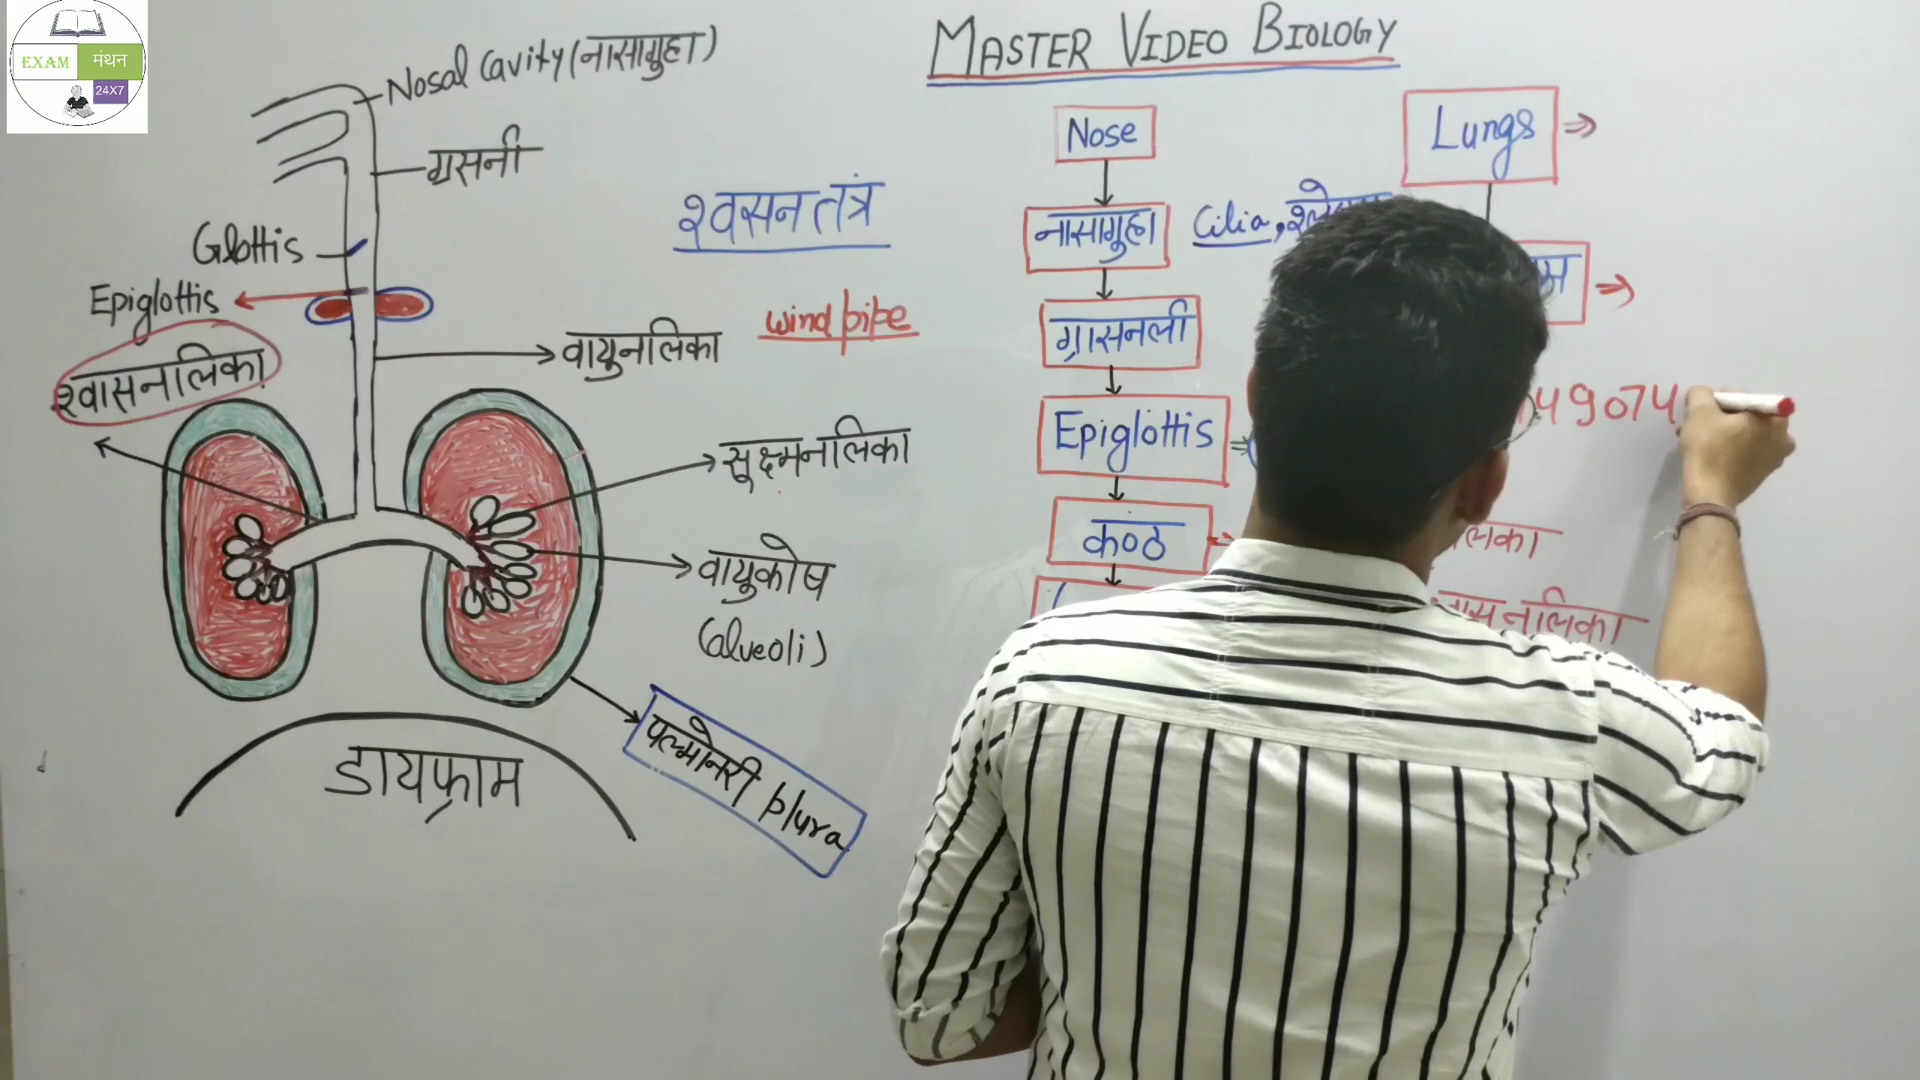 EXAM मंथन
24X7
MASTER VIDEO BIOLOGY
Nosal Cavity (नासागुहा)
ग्रसनी
Glottis
Epiglottis
श्वासनलिका
श्वसन तंत्र
wind pipe
वायुनलिका
सूक्ष्मनलिका
वायुकोष
(alveoli)
पल्मोनरी plura
डायफ्राम
Nose
नासागुहा
Cilia,
ग्रासनली
Epiglottis
कण्ठ
Lungs
49074